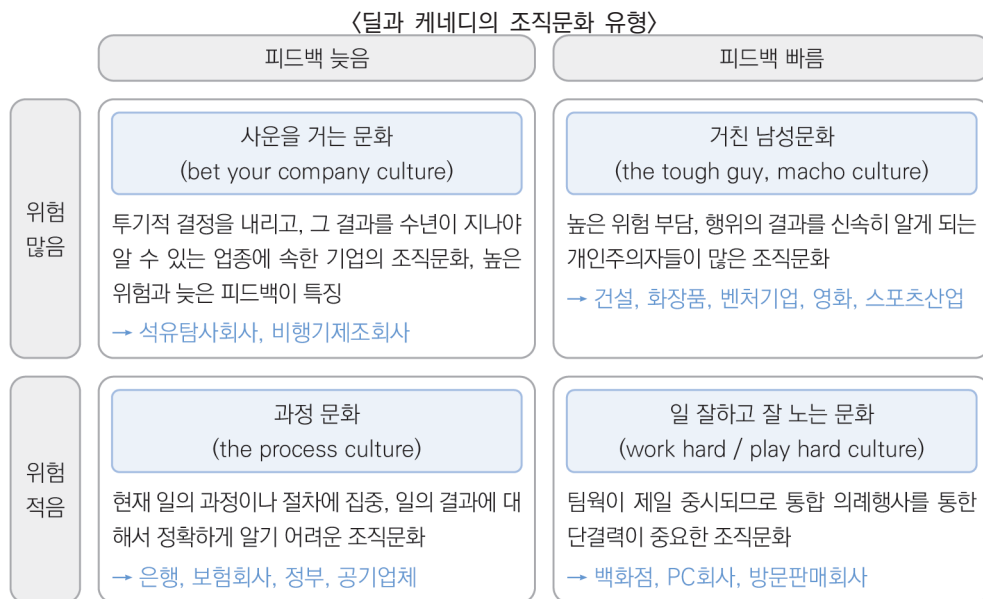 〈딜과 케네디의 조직문화 유형〉
피드백 늦음
피드백 빠름
위험
많음
사운을 거는 문화
(bet your company culture)
투기적 결정을 내리고, 그 결과를 수년이 지나야
알 수 있는 업종에 속한 기업의 조직문화, 높은
위험과 늦은 피드백이 특징
→ 석유탐사회사, 비행기제조회사
거친 남성문화
(the tough guy, macho culture)
높은 위험 부담, 행위의 결과를 신속히 알게 되는
개인주의자들이 많은 조직문화
→ 건설, 화장품, 벤처기업, 영화, 스포츠산업
위험
적음
과정 문화
(the process culture)
현재 일의 과정이나 절차에 집중, 일의 결과에 대
해서 정확하게 알기 어려운 조직문화
→ 은행, 보험회사, 정부, 공기업체
일 잘하고 잘 노는 문화
(work hard / play hard culture)
팀웍이 제일 중시되므로 통합 의례행사를 통한
단결력이 중요한 조직문화
→ 백화점, PC회사, 방문판매회사